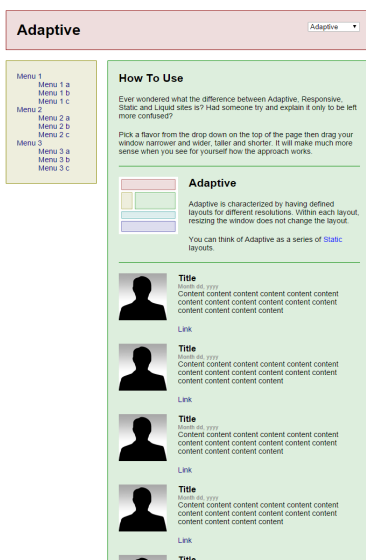 Adaptive
Adaptive
Menu 1
Menu 1 a
Menu 1 b
Menu 1 c
Menu 2
Menu 2 a
Menu 2 b
Menu 2 c
Menu 3
Menu 3 a
Menu 3 b
Menu 3 c
How To Use
Ever wondered what the difference between Adaptive, Responsive,
Static and Liquid sites is? Had someone try and explain it only to be left
more confused?
Pick a flavor from the drop down on the top of the page then drag your
window narrower and wider, taller and shorter. It will make much more
sense when you see for yourself how the approach works.
Adaptive
Adaptive is characterized by having defined
layouts for different resolutions. Within each layout,
resizing the window does not change the layout.
You can think of Adaptive as a series of Static
layouts.
Title
Month dd, yyyy
Content content content content content content
content content content content content content
content content content content
Link
Title
Month dd, yyyy
Content content content content content content
content content content content content content
content content content content
Link
Title
Month dd, yyyy
Content content content content content content
content content content content content content
content content content content
Link
Title
Month dd, yyyy
Content content content content content content
content content content content content content
content content content content
Link
Title